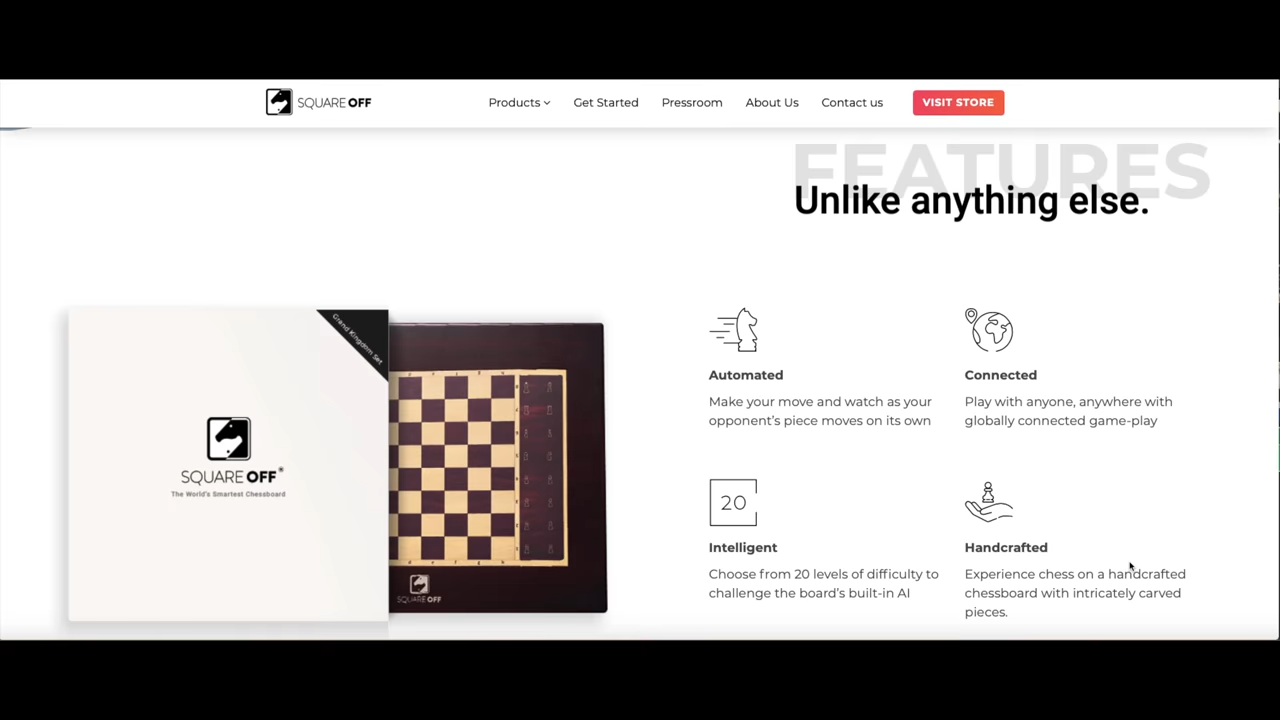 SQUARE OFF
Products
Get Started
Pressroom
About Us
Contact us
VISIT STORE
FEATURES
Unlike anything else.
Grand Kingdom Set
SQUARE OFF®
The World's Smartest Chessboard
SQUARE OFF
Automated
Make your move and watch as your
opponent’s piece moves on its own
Connected
Play with anyone, anywhere with
globally connected game-play
20
Intelligent
Choose from 20 levels of difficulty to
challenge the board’s built-in AI
Handcrafted
Experience chess on a handcrafted
chessboard with intricately carved
pieces.